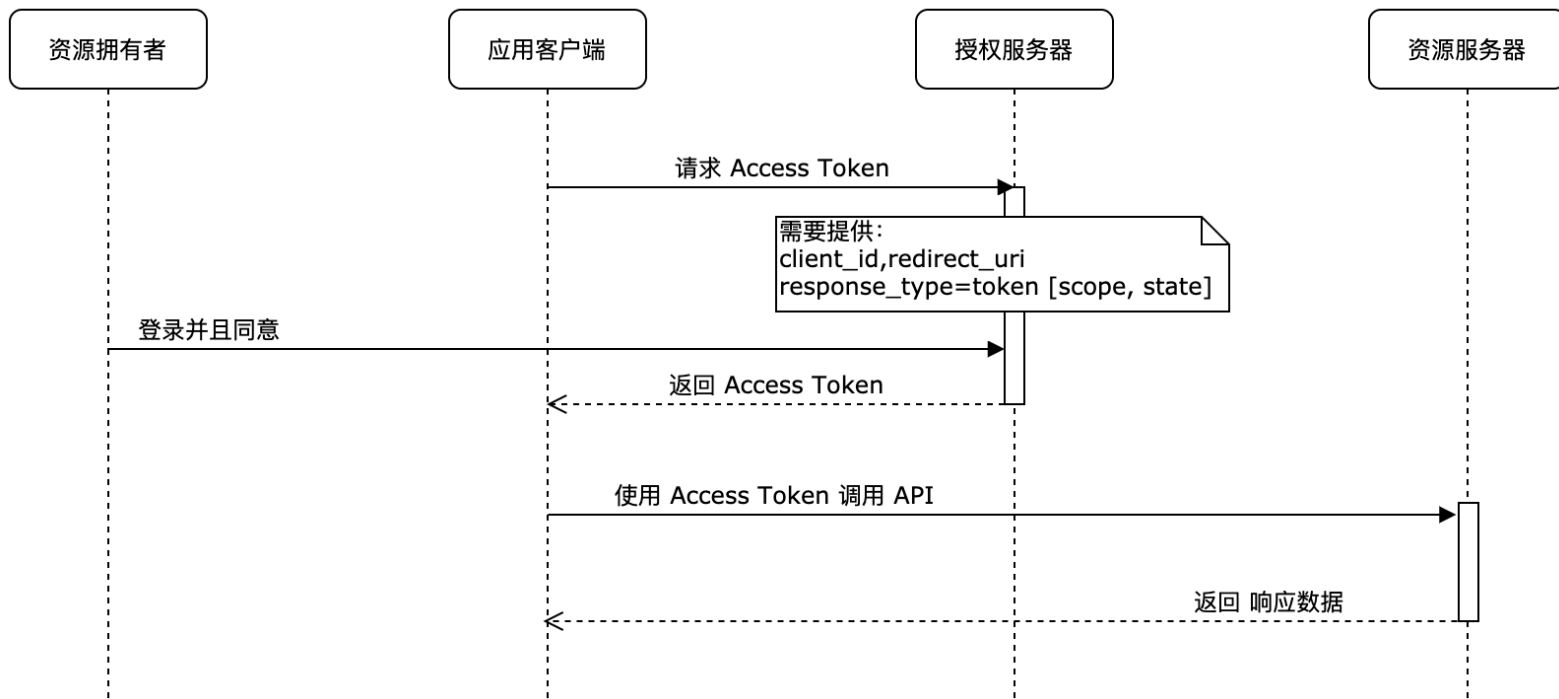 资源拥有者
应用客户端
授权服务器
资源服务器
请求 Access Token
需要提供:
client_id,redirect_uri
response_type=token [scope, state]
登录并且同意
返回 Access Token
使用 Access Token 调用 API
返回 响应数据